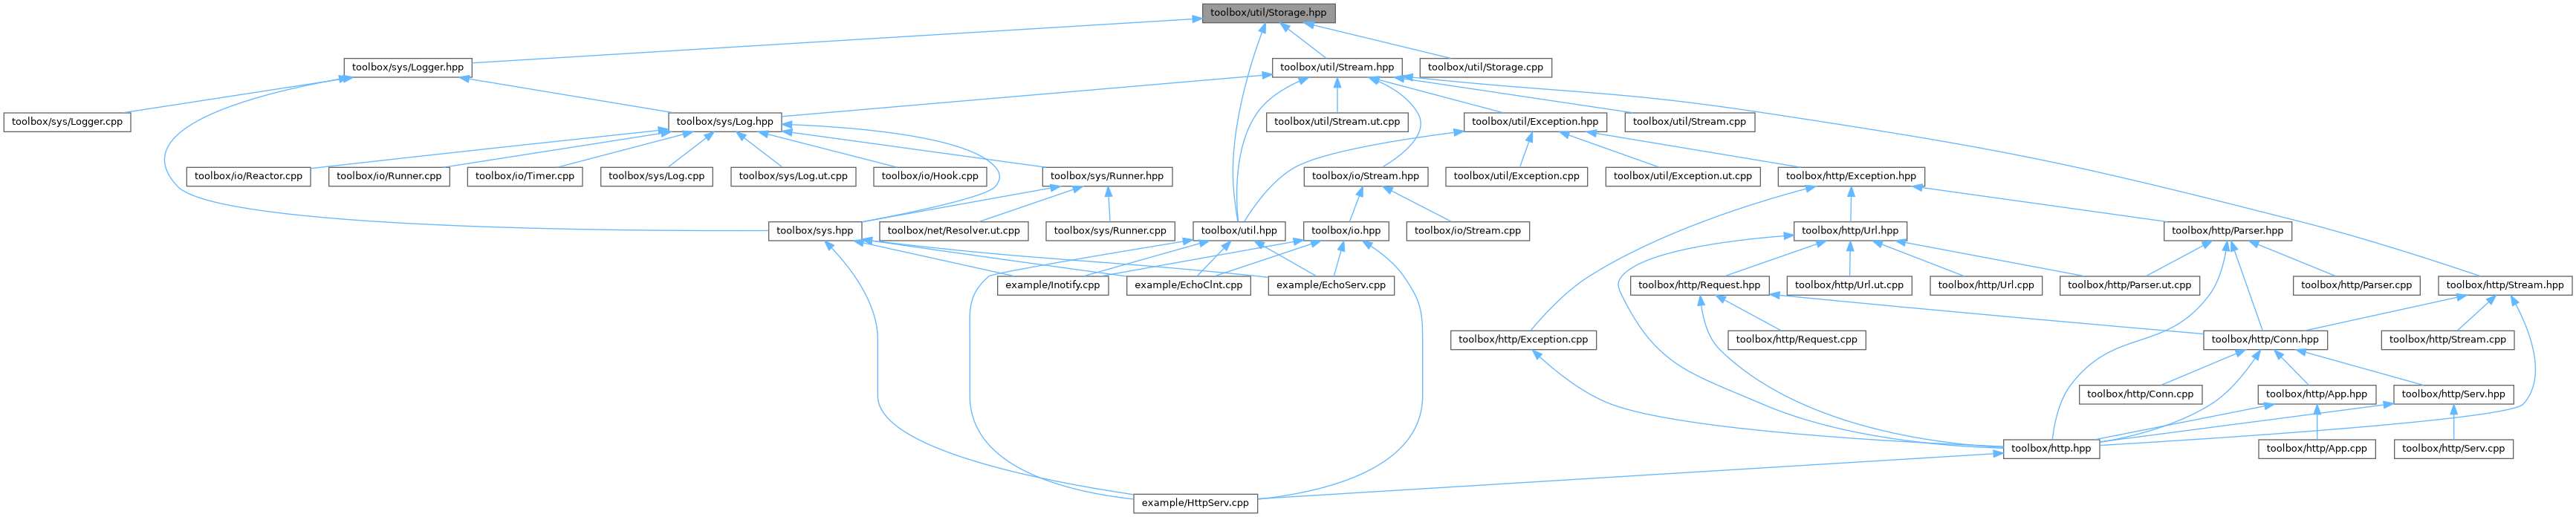 toolbox/util/Storage.hpp
toolbox/sys/Logger.hpp
toolbox/util/Stream.hpp
toolbox/util/Storage.cpp
toolbox/sys/Logger.cpp
toolbox/sys/Log.hpp
toolbox/util/Stream.ut.cpp
toolbox/util/Exception.hpp
toolbox/util/Stream.cpp
toolbox/io/Reactor.cpp
toolbox/io/Runner.cpp
toolbox/io/Timer.cpp
toolbox/sys/Log.cpp
toolbox/sys/Log.ut.cpp
toolbox/io/Hook.cpp
toolbox/sys/Runner.hpp
toolbox/io/Stream.hpp
toolbox/util/Exception.cpp
toolbox/util/Exception.ut.cpp
toolbox/http/Exception.hpp
toolbox/sys.hpp
toolbox/net/Resolver.ut.cpp
toolbox/sys/Runner.cpp
toolbox/util.hpp
toolbox/io.hpp
toolbox/io/Stream.cpp
toolbox/http/Url.hpp
toolbox/http/Parser.hpp
example/Inotify.cpp
example/EchoClnt.cpp
example/EchoServ.cpp
toolbox/http/Request.hpp
toolbox/http/Url.ut.cpp
toolbox/http/Url.cpp
toolbox/http/Parser.ut.cpp
toolbox/http/Parser.cpp
toolbox/http/Stream.hpp
toolbox/http/Exception.cpp
toolbox/http/Request.cpp
toolbox/http/Conn.hpp
toolbox/http/Stream.cpp
toolbox/http/Conn.cpp
toolbox/http/App.hpp
toolbox/http/Serv.hpp
toolbox/http.hpp
toolbox/http/App.cpp
toolbox/http/Serv.cpp
example/HttpServ.cpp